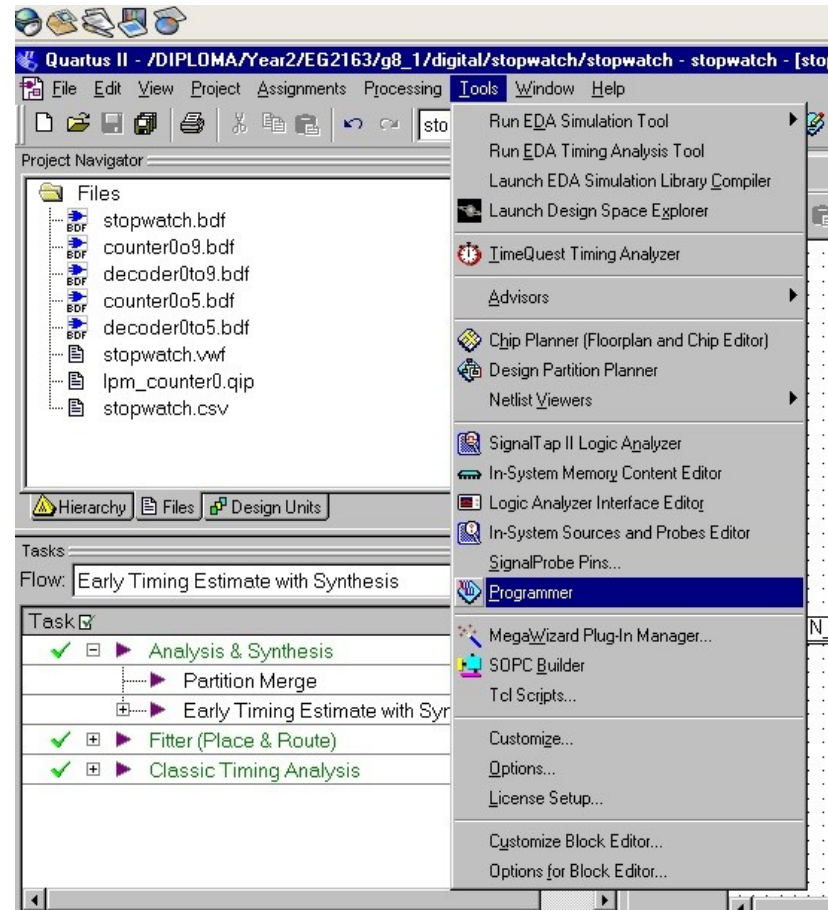 Quartus II - /DIPLOMA/Year2/EG2163/g8_1/digital/stopwatch/stopwatch - stopwatch - [stop
File Edit View Project Assignments Processing Tools Window Help
sto
Project Navigator
Files
stopwatch.bdf
counter0o9.bdf
decoder0to9.bdf
counter0o5.bdf
decoder0to5.bdf
stopwatch.vwf
lpm_counter0.qip
stopwatch.csv
Hierarchy Files Design Units
Tasks
Flow: Early Timing Estimate with Synthesis
Task
Analysis & Synthesis
Partition Merge
Early Timing Estimate with Syn
Fitter (Place & Route)
Classic Timing Analysis
Run EDA Simulation Tool
Run EDA Timing Analysis Tool
Launch EDA Simulation Library Compiler
Launch Design Space Explorer
TimeQuest Timing Analyzer
Advisors
Chip Planner (Floorplan and Chip Editor)
Design Partition Planner
Netlist Viewers
SignalTap II Logic Analyzer
In-System Memory Content Editor
Logic Analyzer Interface Editor
In-System Sources and Probes Editor
SignalProbe Pins...
Programmer
MegaWizard Plug-In Manager...
SOPC Builder
Tcl Scripts...
Customize...
Options...
License Setup...
Customize Block Editor...
Options for Block Editor...
N_